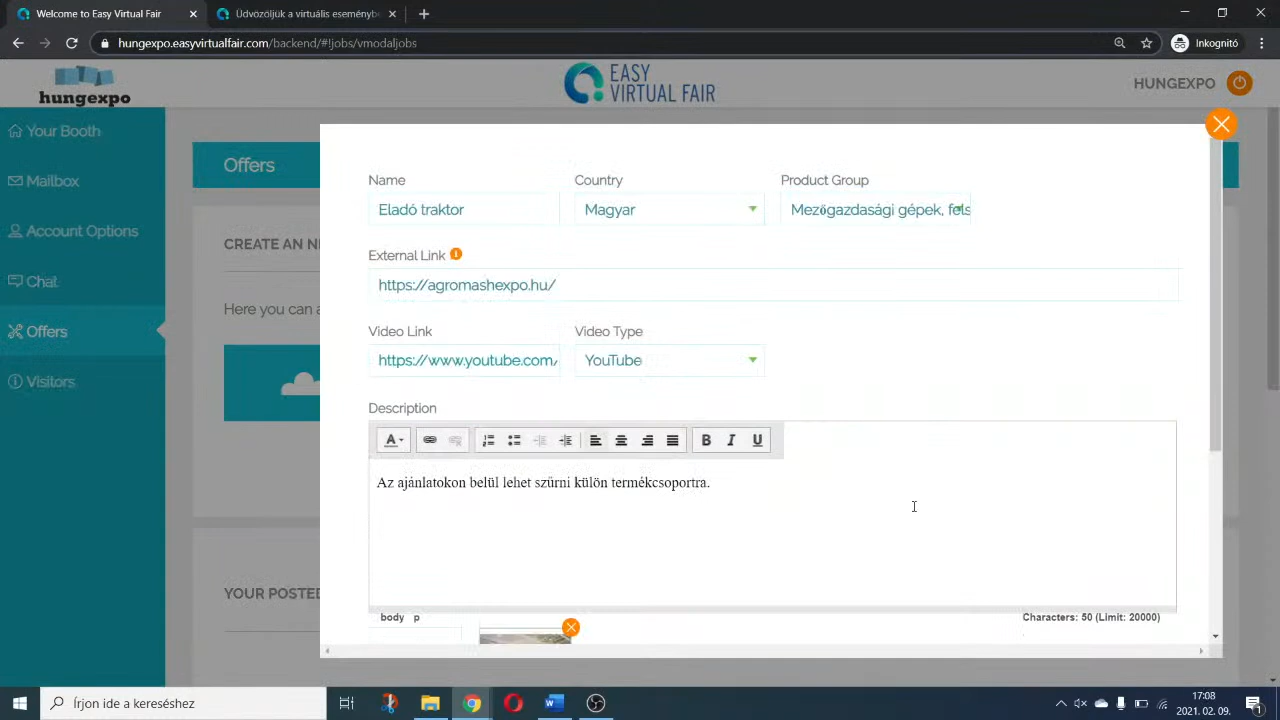 Welcome to Easy Virtual Fair
Üdvözöljük a virtuális eseményb
hungexpo.easyvirtualfair.com/backend/#!jobs/vmodaljobs
Inkognitó
hungexpo
EASY
VIRTUAL FAIR
HUNGEXPO
Your Booth
Mailbox
Account Options
Chat
Offers
Visitors
Offers
CREATE AN NE
Here you can a
YOUR POSTED
Name
Country
Product Group
Eladó traktor
Magyar
Mezőgazdasági gépek, fels
External Link
https://agromashexpo.hu/
Video Link
Video Type
https://www.youtube.com/
YouTube
Description
A
B I U
Az ajánlatokon belül lehet szűrni külön termékcsoportra.
body p
Characters: 50 (Limit: 20000)
Írjon ide a kereséshez
17:08
2021. 02. 09.
1